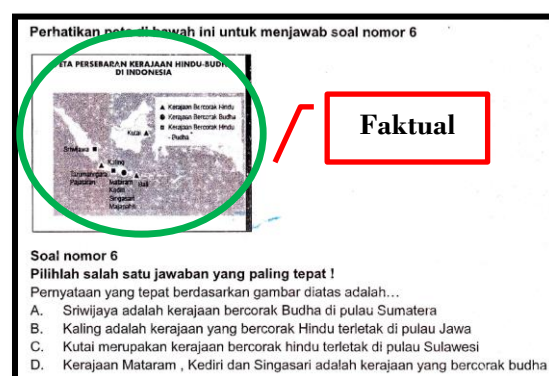 Perhatikan peta di bawah ini untuk menjawab soal nomor 6
PETA PERSEBARAN KERAJAAN HINDU-BUDHA
DI INDONESIA
Kerajaan Bercorak Hindu
Kerajaan Bercorak Budha
Kerajaan Bercorak Hindu
- Budha
Kutai
Sriwijawa
Kaling
Tarumanegara
Pajajaran
Mataram
Bali
Kediri
Singasari
Majapahit
Faktual
Soal nomor 6
Pilihlah salah satu jawaban yang paling tepat !
Pernyataan yang tepat berdasarkan gambar diatas adalah…
A. Sriwijaya adalah kerajaan bercorak Budha di pulau Sumatera
B. Kaling adalah kerajaan yang bercorak Hindu terletak di pulau Jawa
C. Kutai merupakan kerajaan bercorak hindu terletak di pulau Sulawesi
D. Kerajaan Mataram , Kediri dan Singasari adalah kerajaan yang bercorak budha